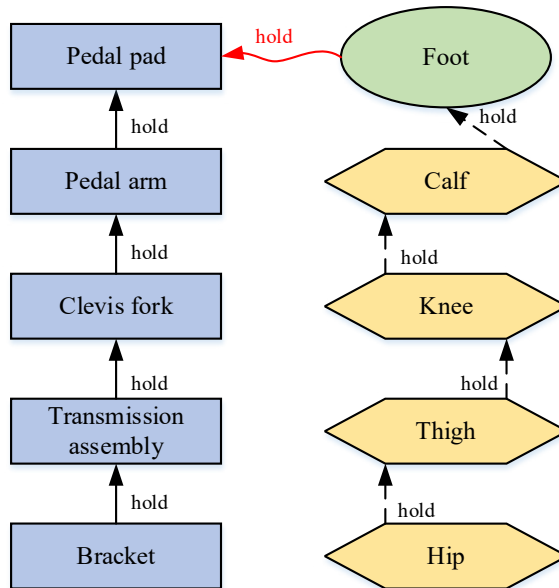 hold
Pedal pad
Foot
hold
hold
Pedal arm
Calf
hold
hold
Clevis fork
Knee
hold
hold
Transmission
assembly
Thigh
hold
hold
Bracket
Hip